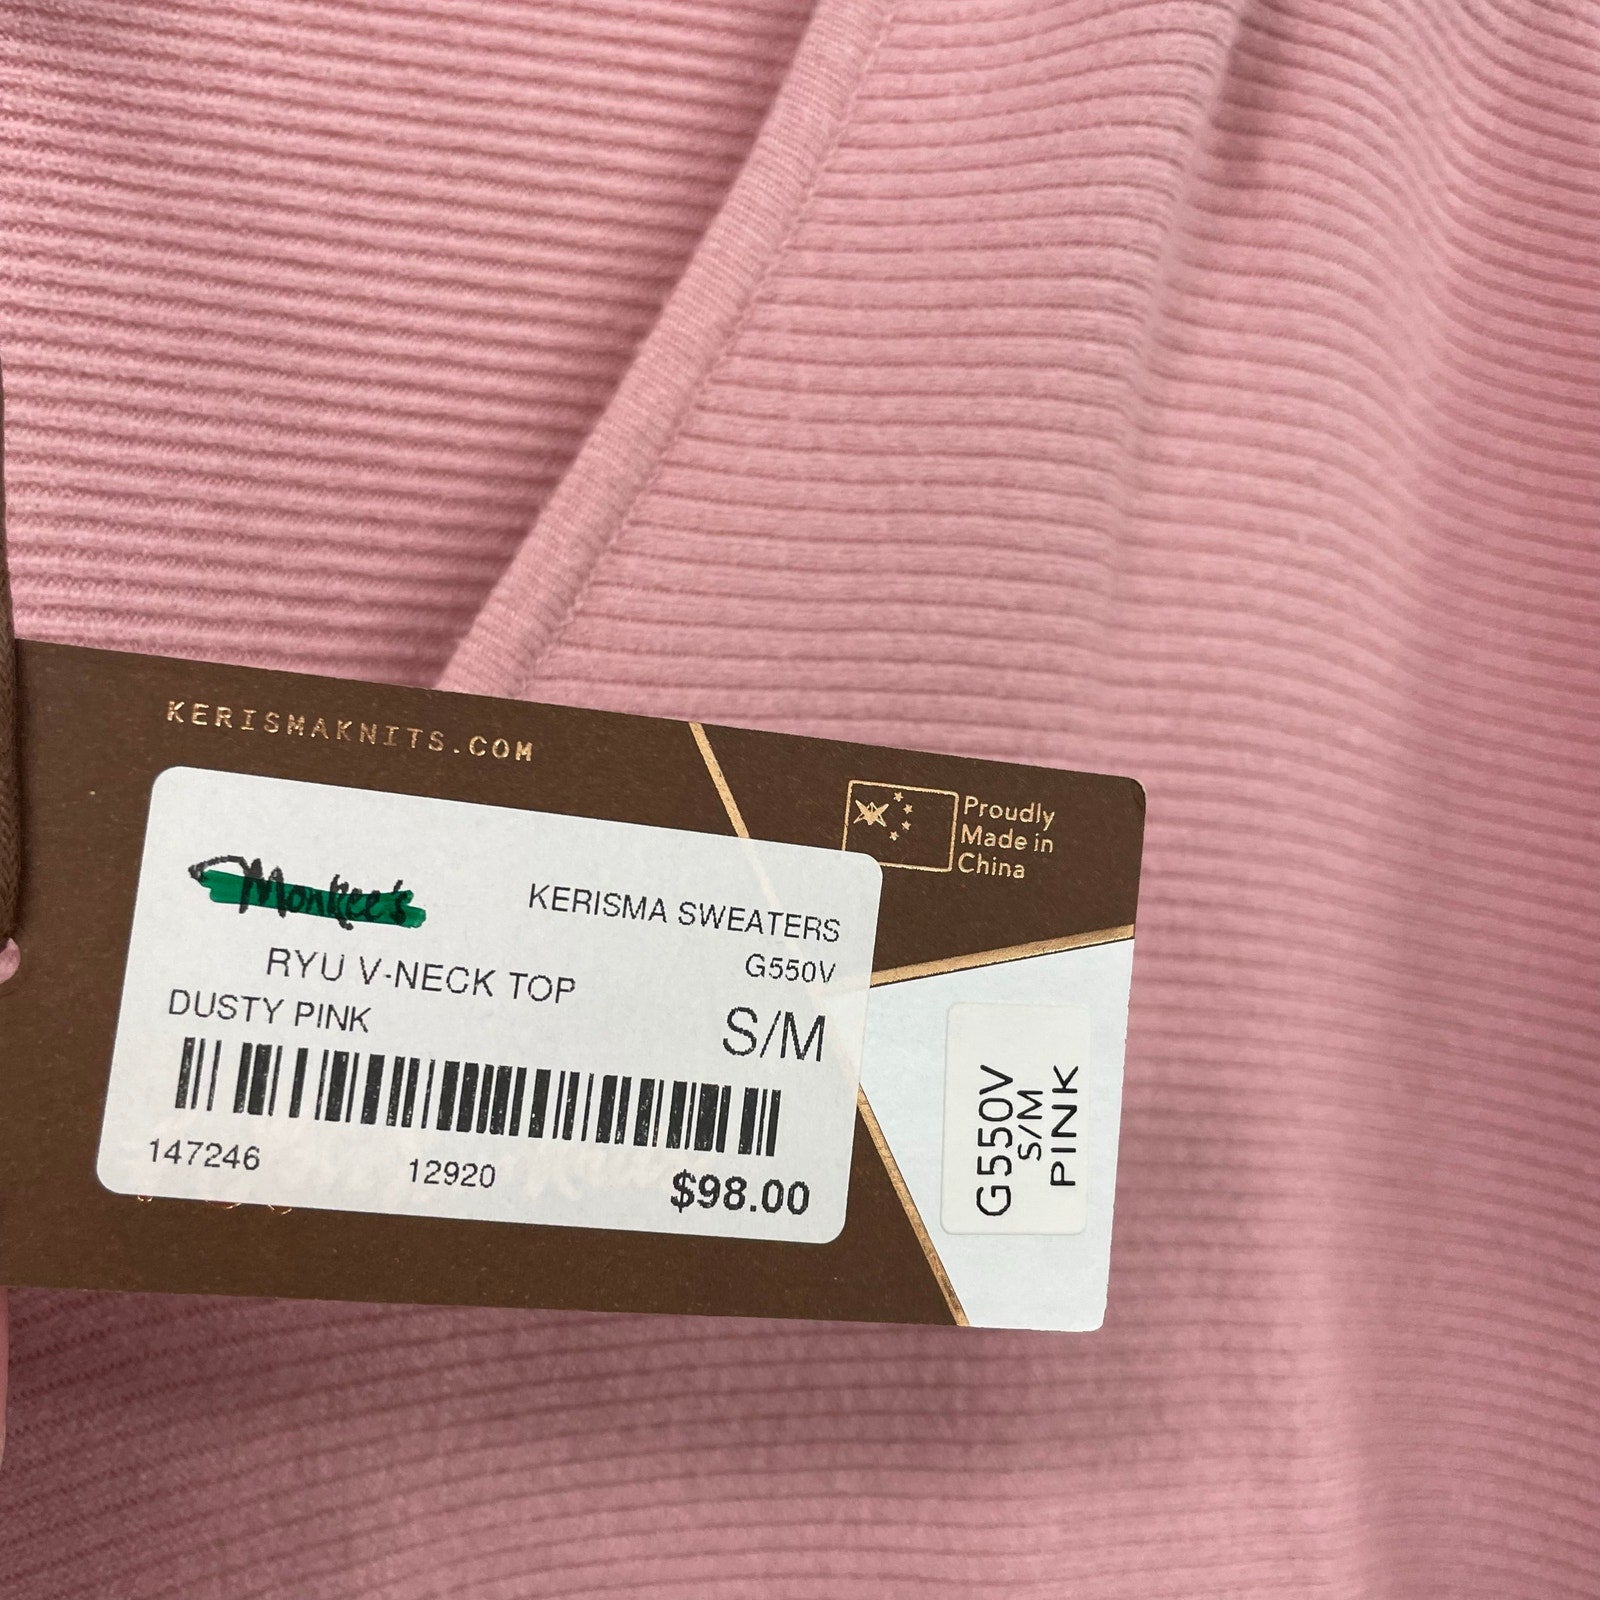 KERISMAKNITS.COM
Proudly
Made in
China
Monkee's
KERISMA SWEATERS
RYU V-NECK TOP
G550V
DUSTY PINK
S/M
147246
12920
$98.00
G550V
S/M
PINK